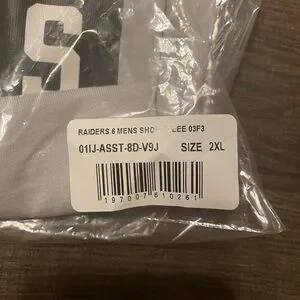 S
RAIDERS 6 MENS SHO LEE 03F3
01IJ-ASST-8D-V9J SIZE 2XL
197007610261